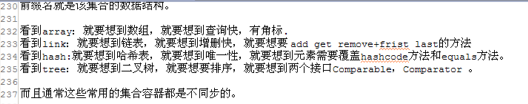 230 前缀名就是该集合的数据结构。
231
232 看到array: 就要想到数组，就要想到查询快，有角标.
233 看到link: 就要想到链表，就要想到增删快，就要想要 add get remove+frist last的方法
234 看到hash:就要想到哈希表，就要想到唯一性，就要想到元素需要覆盖hashcode方法和equals方法。
235 看到tree: 就要想到二叉树，就要想要排序，就要想到两个接口Comparable，Comparator 。
236
237 而且通常这些常用的集合容器都是不同步的。